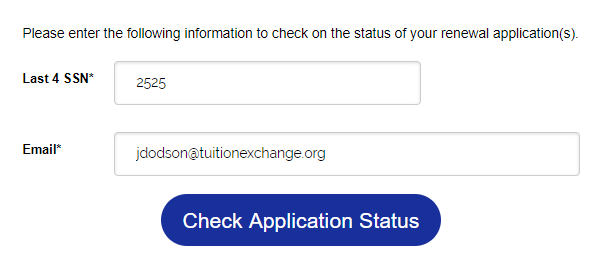 Please enter the following information to check on the status of your renewal application(s).
Last 4 SSN* 2525
Email* jdodson@tuitionexchange.org
Check Application Status